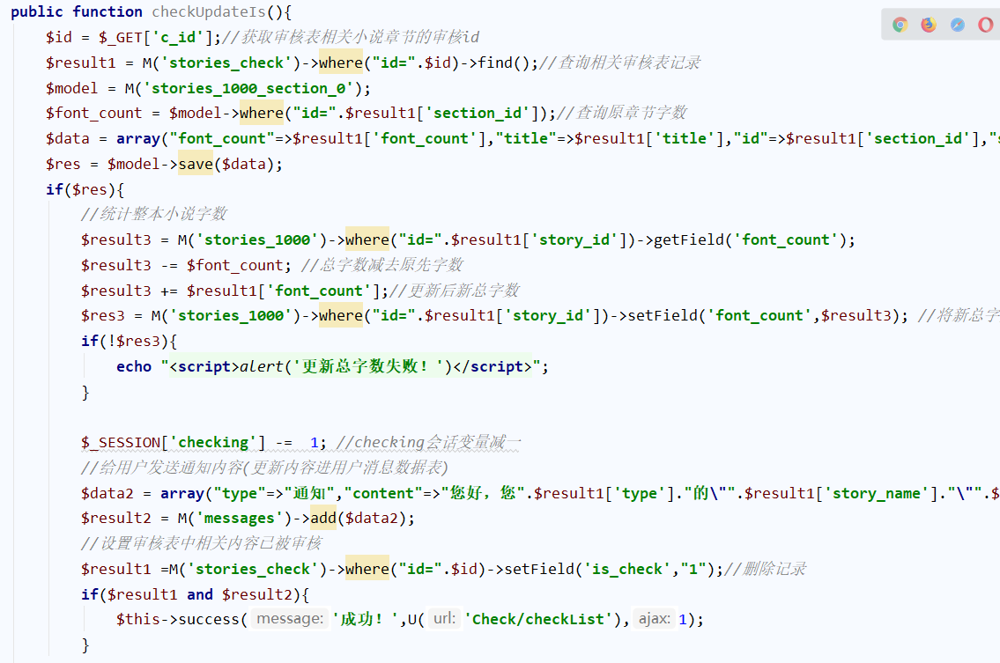 public function checkUpdateIs(){
$id = $_GET['c_id'];//获取审核表相关小说章节的审核id
$result1 = M('stories_check')->where("id=".$id)->find();//查询相关审核表记录
$model = M('stories_1000_section_0');
$font_count = $model->where("id=".$result1['section_id']);//查询原章节字数
$data = array("font_count"=>$result1['font_count'],"title"=>$result1['title'],"id"=>$result1['section_id'],"s
$res = $model->save($data);
if($res){
//统计整本小说字数
$result3 = M('stories_1000')->where("id=".$result1['story_id'])->getField('font_count');
$result3 -= $font_count; //总字数减去原先字数
$result3 += $result1['font_count'];//更新后新总字数
$res3 = M('stories_1000')->where("id=".$result1['story_id'])->setField('font_count',$result3); //将新总字
if(!$res3){
echo "<script>alert('更新总字数失败！')</script>";
}
$_SESSION['checking'] -= 1; //checking会话变量减一
//给用户发送通知内容(更新内容进用户消息数据表)
$data2 = array("type"=>"通知","content"=>"您好，您".$result1['type']."的\"".$result1['story_name']."\"".$
$result2 = M('messages')->add($data2);
//设置审核表中相关内容已被审核
$result1 =M('stories_check')->where("id=".$id)->setField('is_check',"1");//删除记录
if($result1 and $result2){
$this->success( message: '成功！',U( url: 'Check/checkList'), ajax: 1);
}